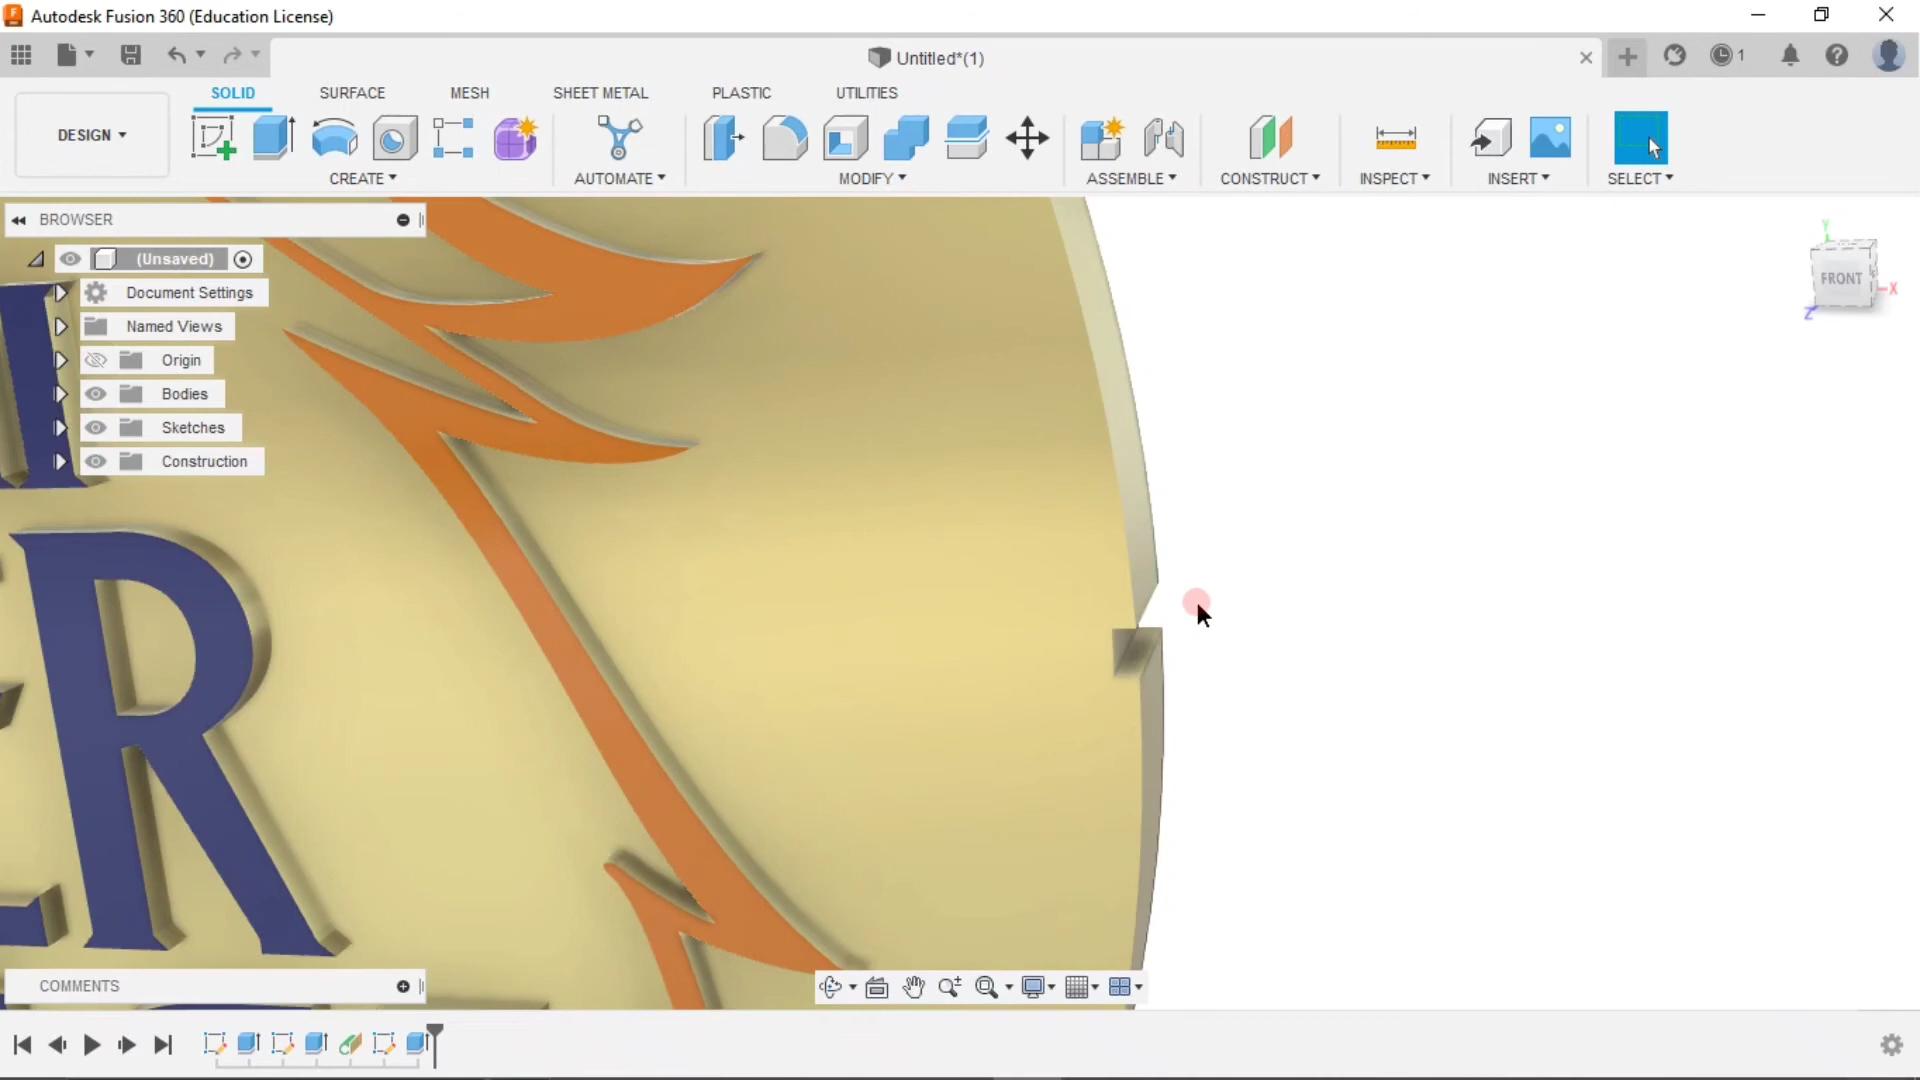 Autodesk Fusion 360 (Education License)
Untitled*(1)
1
SOLID SURFACE MESH SHEET METAL PLASTIC UTILITIES
DESIGN
CREATE AUTOMATE MODIFY ASSEMBLE CONSTRUCT INSPECT INSERT SELECT
BROWSER
(Unsaved)
Document Settings
Named Views
Origin
Bodies
Sketches
Construction
Y
FRONT
X
Z
R
COMMENTS